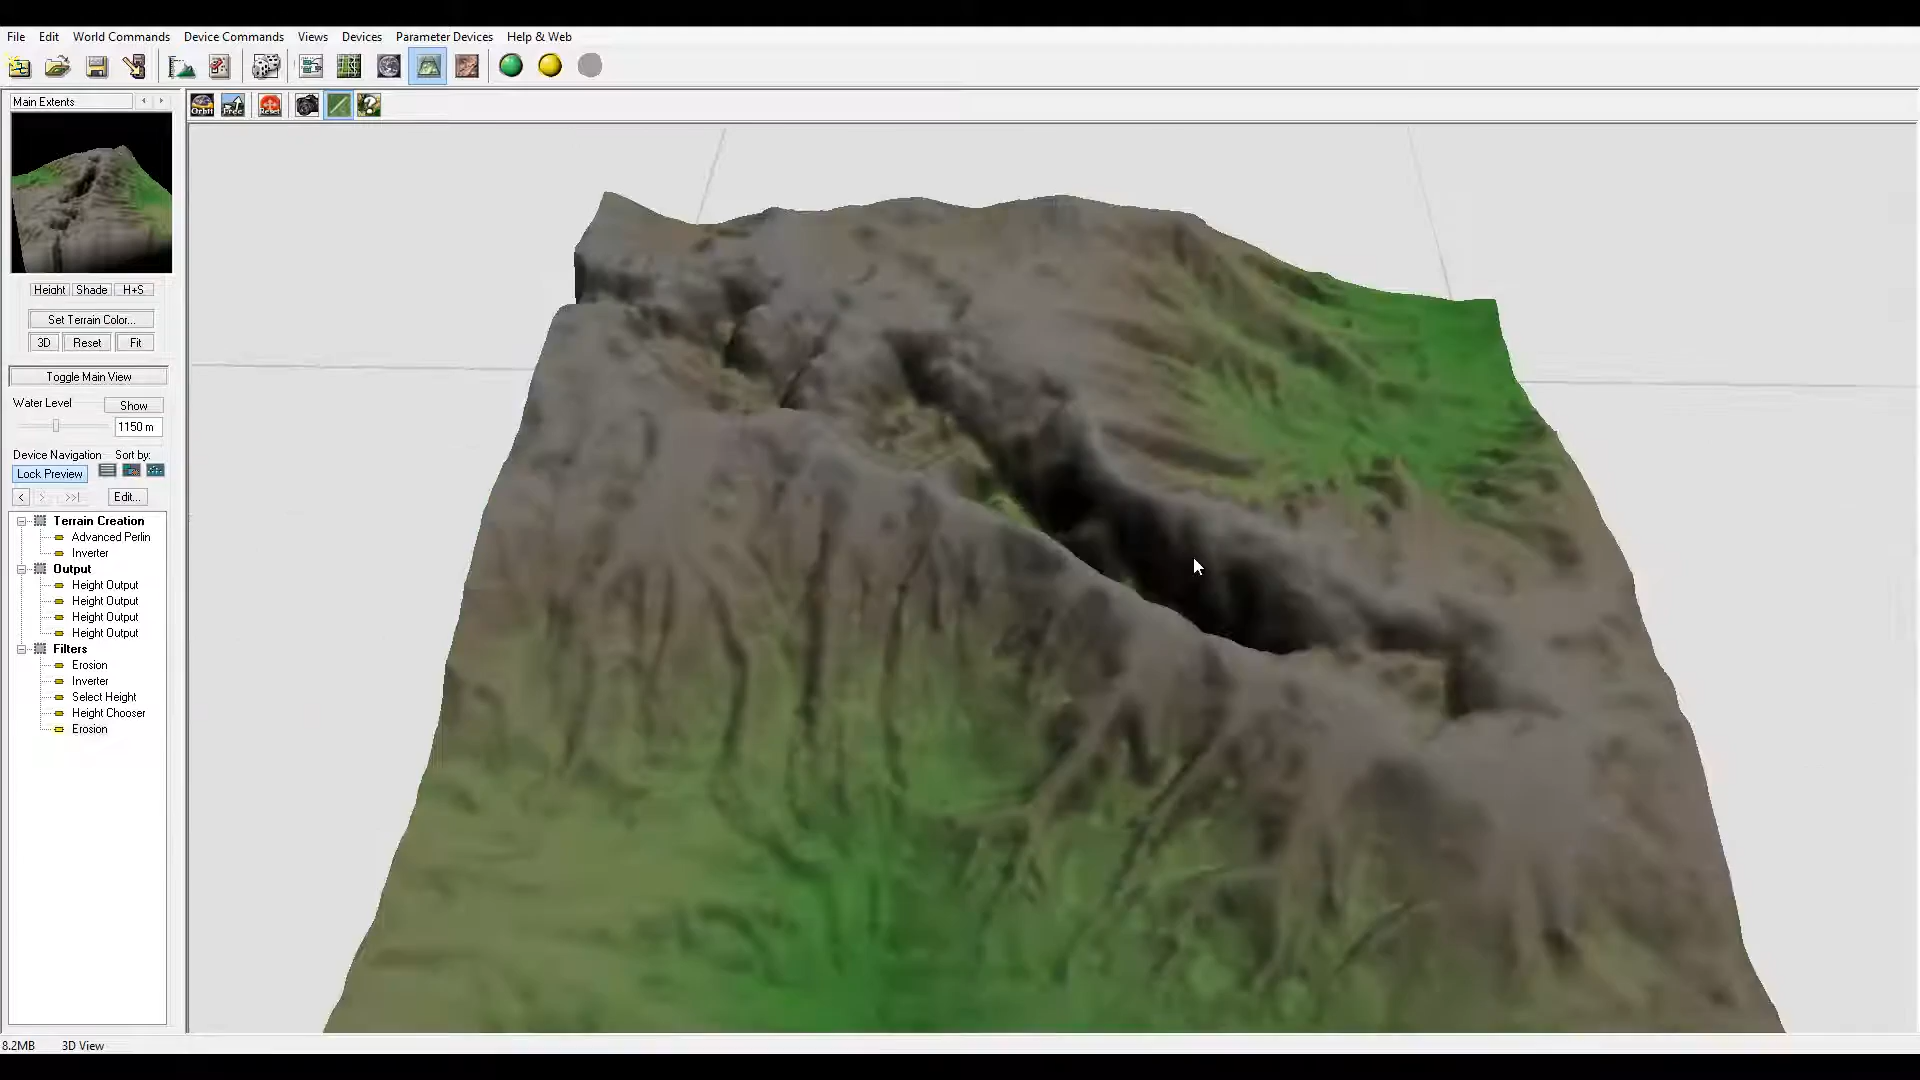 File Edit World Commands Device Commands Views Devices Parameter Devices Help & Web
Main Extents
Orbit Free Reset
Height Shade H+S
Set Terrain Color...
3D Reset Fit
Toggle Main View
Water Level Show
1150 m
Device Navigation Sort by:
Lock Preview
< > >>| Edit...
Terrain Creation
Advanced Perlin
Inverter
Output
Height Output
Height Output
Height Output
Height Output
Filters
Erosion
Inverter
Select Height
Height Chooser
Erosion
8.2MB 3D View